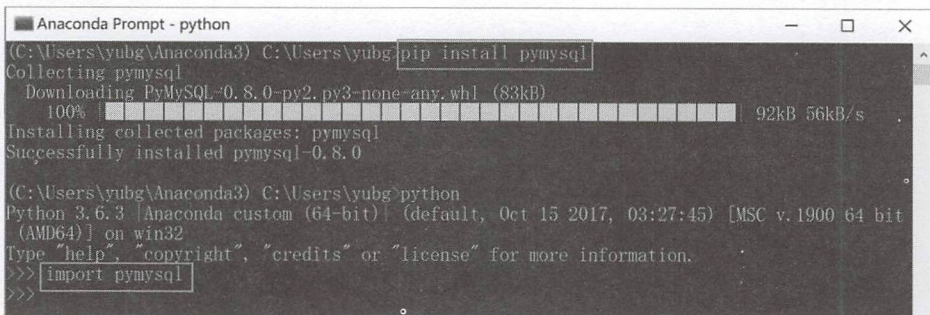 Anaconda Prompt - python
(C:\Users\yubg\Anaconda3) C:\Users\yubg>pip install pymysql
Collecting pymysql
Downloading PyMySQL-0.8.0-py2.py3-none-any.whl (83kB)
100% 92kB 56kB/s
Installing collected packages: pymysql
Successfully installed pymysql-0.8.0
(C:\Users\yubg\Anaconda3) C:\Users\yubg>python
Python 3.6.3 |Anaconda custom (64-bit)| (default, Oct 15 2017, 03:27:45) [MSC v.1900 64 bit
(AMD64)] on win32
Type "help", "copyright", "credits" or "license" for more information.
>>> import pymysql
>>>